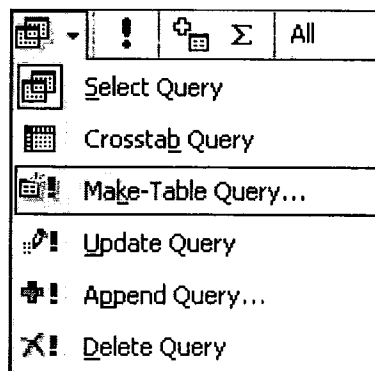 All
Select Query
Crosstab Query
Make-Table Query...
Update Query
Append Query...
Delete Query